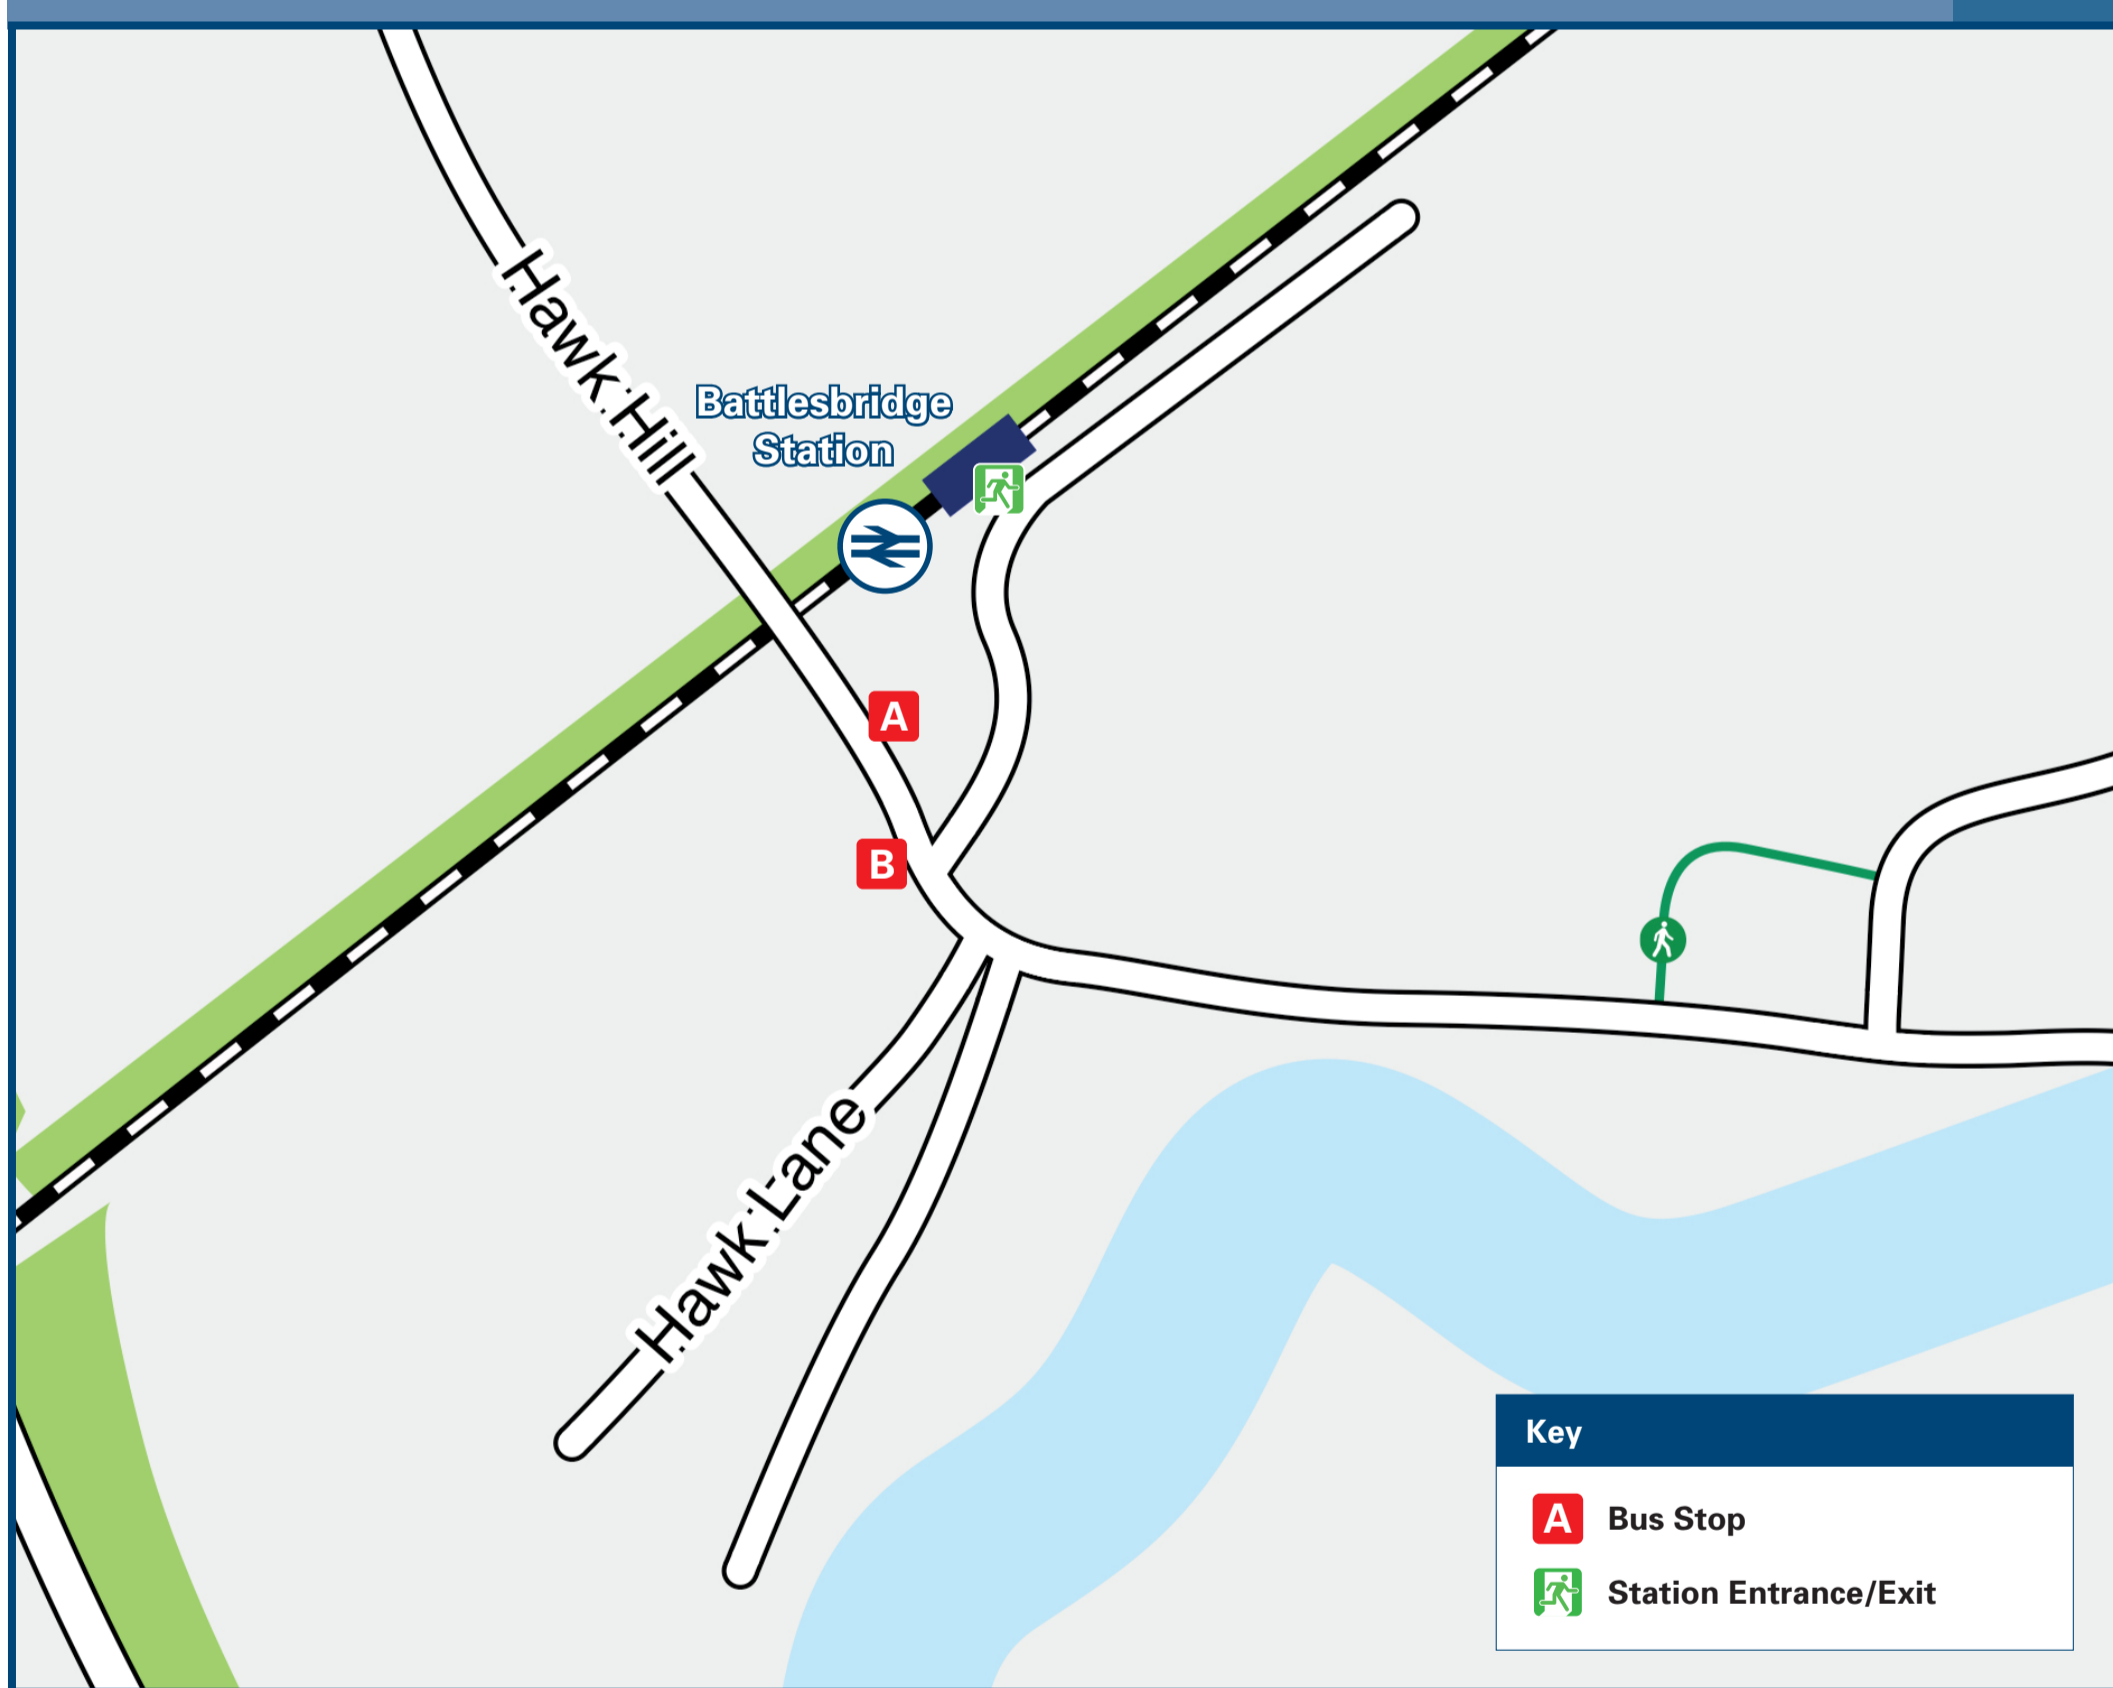 Hawk Hill
Battlesbridge
Station
A
B
Hawk Lane
Key
A Bus Stop
Station Entrance/Exit